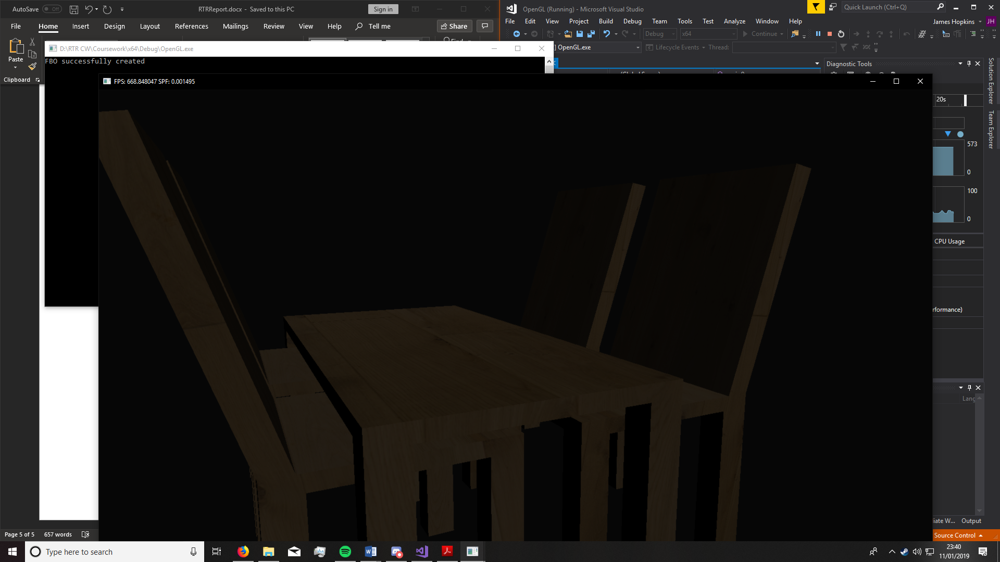 AutoSave Off RTRReport.docx - Saved to this PC Sign in
File Home Insert Design Layout References Mailings Review View Help Tell me Share
Paste
Clipboard
Find
D:\RTR CW\Coursework\x64\Debug\OpenGL.exe
FBO successfully created
FPS: 668.848047 SPF: 0.001495
OpenGL (Running) - Microsoft Visual Studio
Quick Launch (Ctrl+Q)
File Edit View Project Build Debug Team Tools Test Analyze Window Help
James Hopkins JH
Debug x64 Continue
OpenGL.exe Lifecycle Events Thread:
Diagnostic Tools
Solution Explorer
Team Explorer
20s
573
0
100
0
CPU Usage
rformance)
Lang
iate W... Output
Source Control
Page 5 of 5 657 words
Type here to search
23:40
11/01/2019